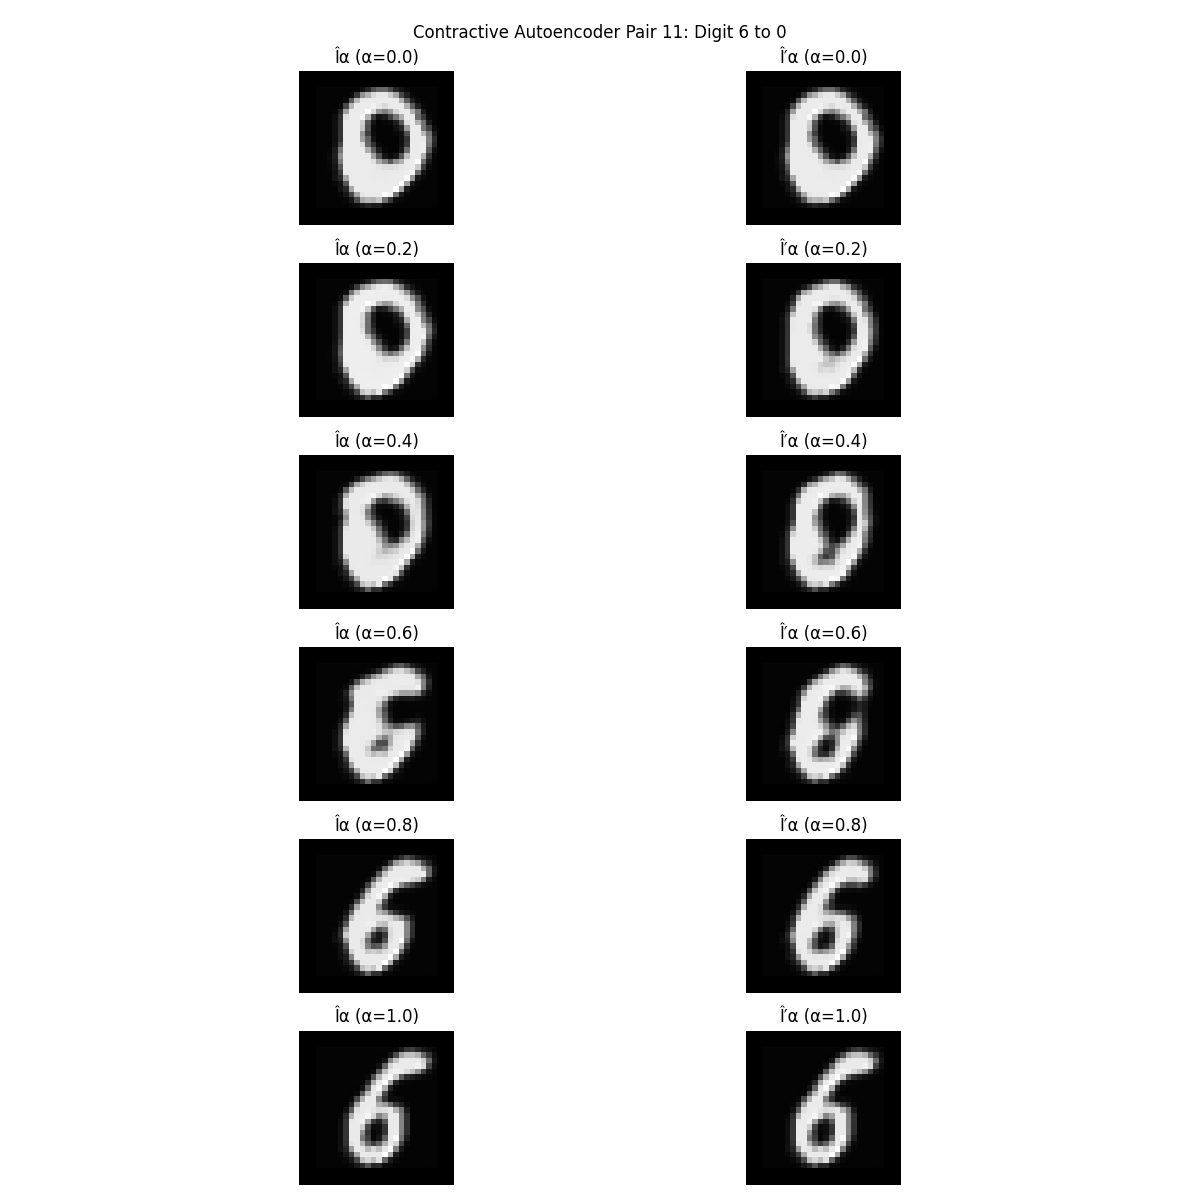 Contractive Autoencoder Pair 11: Digit 6 to 0
Îα (α=0.0)
Î′α (α=0.0)
Îα (α=0.2)
Î′α (α=0.2)
Îα (α=0.4)
Î′α (α=0.4)
Îα (α=0.6)
Î′α (α=0.6)
Îα (α=0.8)
Î′α (α=0.8)
Îα (α=1.0)
Î′α (α=1.0)